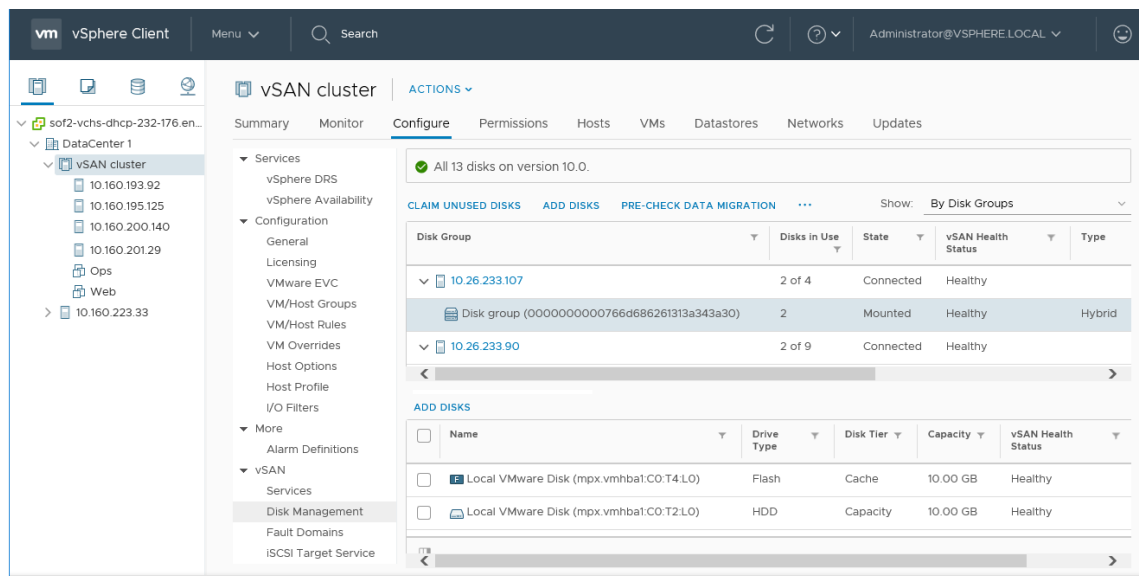 vm vSphere Client Menu Search Administrator@VSPHERE.LOCAL
sof2-vchs-dhcp-232-176.en...
DataCenter 1
vSAN cluster
10.160.193.92
10.160.195.125
10.160.200.140
10.160.201.29
Ops
Web
10.160.223.33
vSAN cluster ACTIONS
Summary Monitor Configure Permissions Hosts VMs Datastores Networks Updates
Services
vSphere DRS
vSphere Availability
Configuration
General
Licensing
VMware EVC
VM/Host Groups
VM/Host Rules
VM Overrides
Host Options
Host Profile
I/O Filters
More
Alarm Definitions
vSAN
Services
Disk Management
Fault Domains
iSCSI Target Service
All 13 disks on version 10.0.
CLAIM UNUSED DISKS ADD DISKS PRE-CHECK DATA MIGRATION ... Show: By Disk Groups
Disk Group Disks in Use State vSAN Health Status Type
10.26.233.107 2 of 4 Connected Healthy
Disk group (0000000000766d686261313a343a30) 2 Mounted Healthy Hybrid
10.26.233.90 2 of 9 Connected Healthy
ADD DISKS
Name Drive Type Disk Tier Capacity vSAN Health Status
F Local VMware Disk (mpx.vmhba1:C0:T4:L0) Flash Cache 10.00 GB Healthy
Local VMware Disk (mpx.vmhba1:C0:T2:L0) HDD Capacity 10.00 GB Healthy